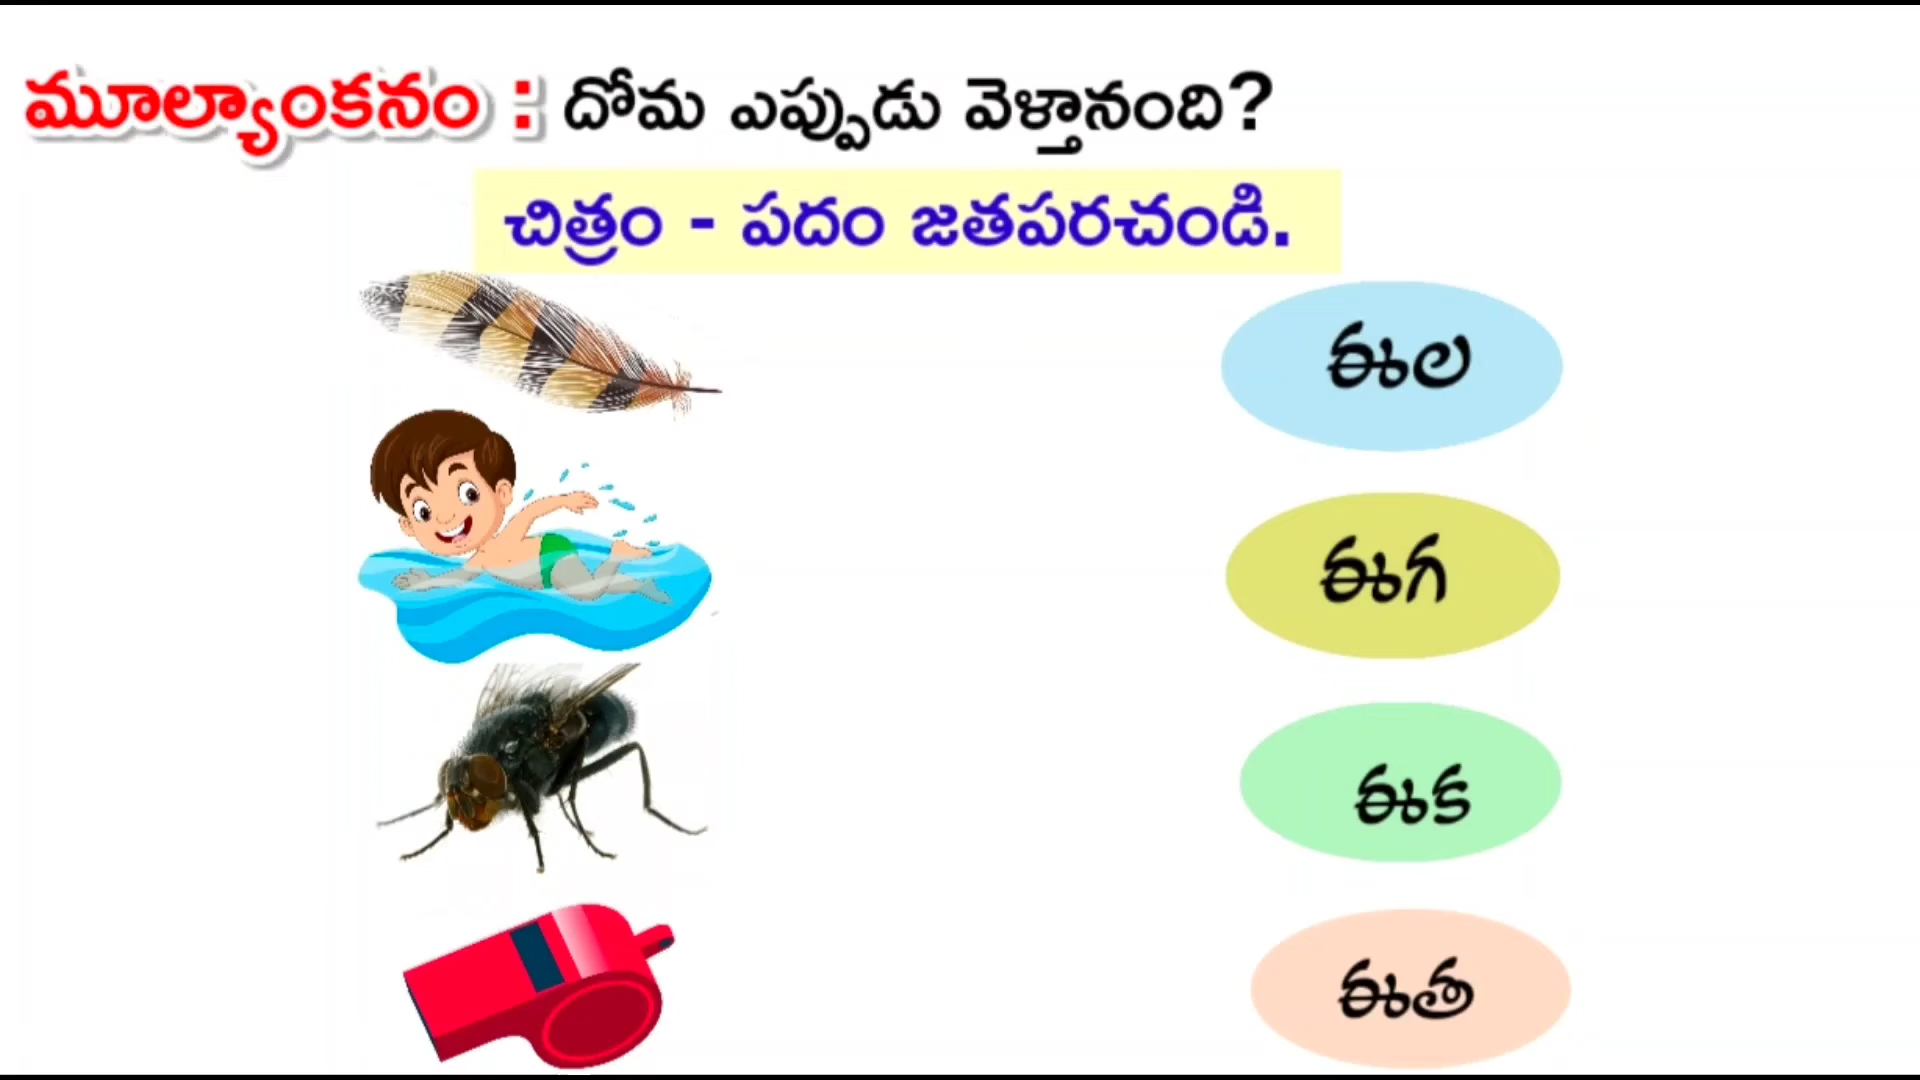 మూల్యాంకనం : దోమ ఎప్పుడు వెళ్తానంది?
చిత్రం - పదం జతపరచండి.
ఈల
ఈగ
ఈక
ఈత